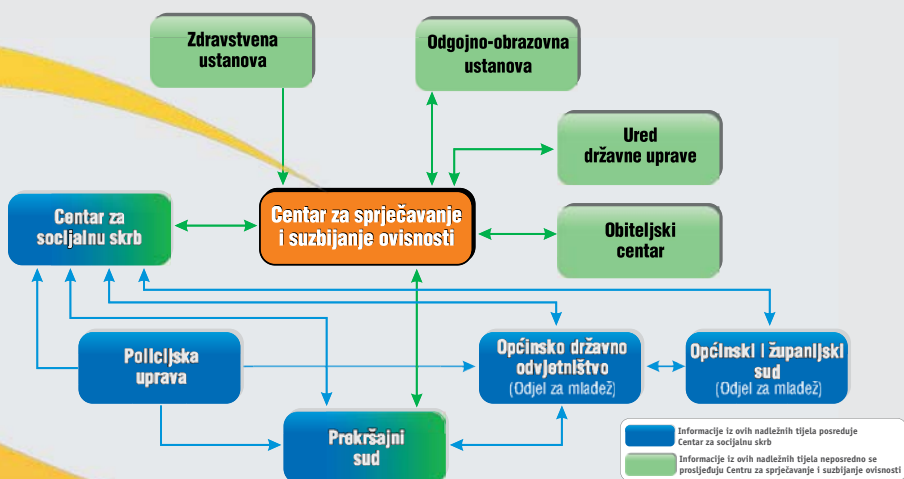 Zdravstvena
ustanova
Odgojno-obrazovna
ustanova
Ured
državne uprave
Centar za
socijalnu skrb
Centar za sprječavanje
i suzbijanje ovisnosti
Obiteljski
centar
Policijska
uprava
Općinsko državno
odvjetništvo
(Odjel za mladež)
Općinski i županijski
sud
(Odjel za mladež)
Prekršajni
sud
Informacije iz ovih nadležnih tijela posreduje
Centar za socijalnu skrb
Informacije iz ovih nadležnih tijela neposredno se
prosljeđuju Centru za sprječavanje i suzbijanje ovisnosti